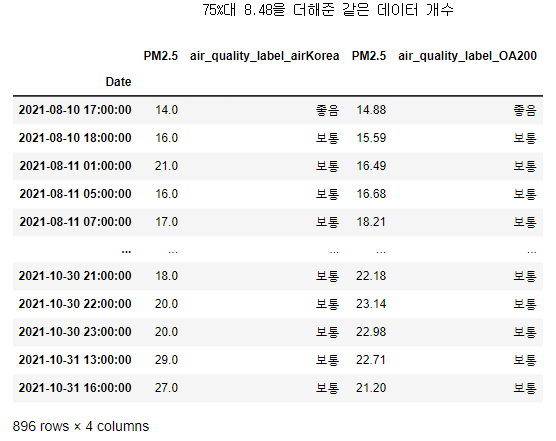 75%대 8.48을 더해준 같은 데이터 개수
PM2.5 air_quality_label_airKorea PM2.5 air_quality_label_OA200
Date
2021-08-10 17:00:00 14.0 좋음 14.88 좋음
2021-08-10 18:00:00 16.0 보통 15.59 보통
2021-08-11 01:00:00 21.0 보통 16.49 보통
2021-08-11 05:00:00 16.0 보통 16.68 보통
2021-08-11 07:00:00 17.0 보통 18.21 보통
... ... ... ... ...
2021-10-30 21:00:00 18.0 보통 22.18 보통
2021-10-30 22:00:00 20.0 보통 23.14 보통
2021-10-30 23:00:00 20.0 보통 22.98 보통
2021-10-31 13:00:00 29.0 보통 22.71 보통
2021-10-31 16:00:00 27.0 보통 21.20 보통
896 rows × 4 columns